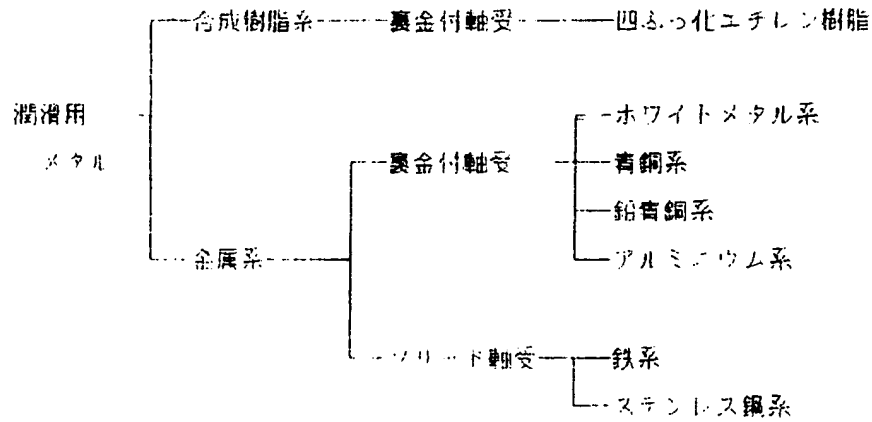 合成樹脂系 裏金付軸受 四ふっ化エチレン樹脂
潤滑用 ホワイトメタル系
メタル 裏金付軸受 青銅系
鉛青銅系
金属系 アルミニウム系
ソリッド軸受 鉄系
ステンレス鋼系